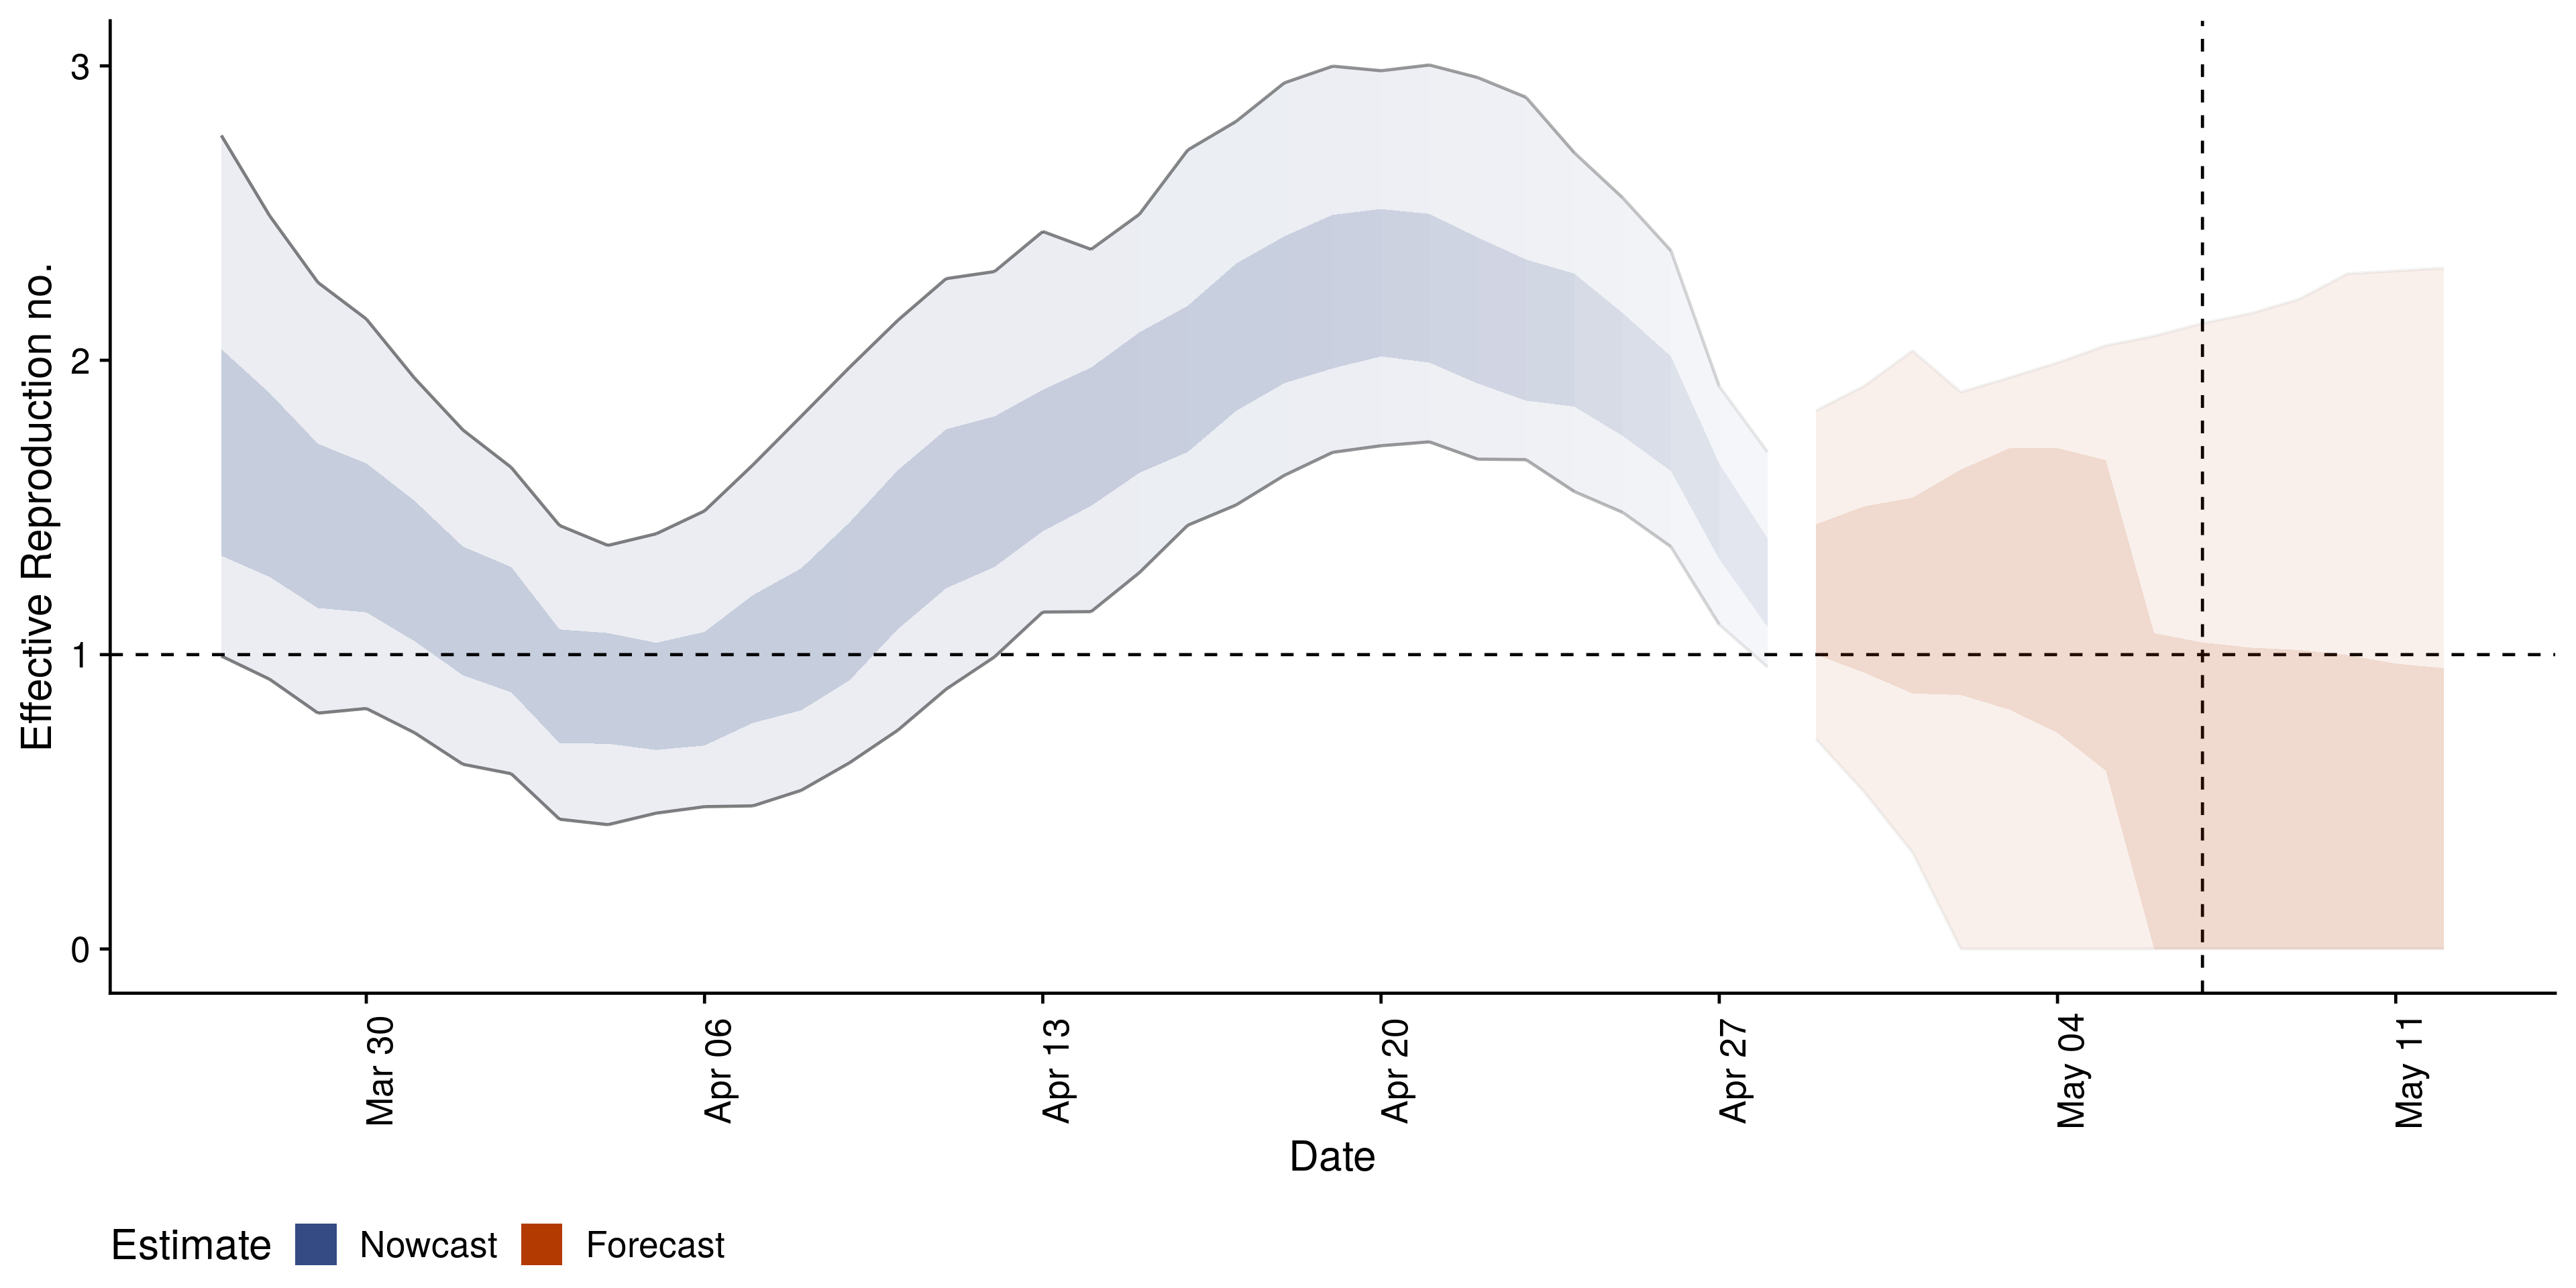 Effective Reproduction no.
3
2
1
0
Mar 30
Apr 06
Apr 13
Apr 20
Apr 27
May 04
May 11
Date
Estimate Nowcast Forecast